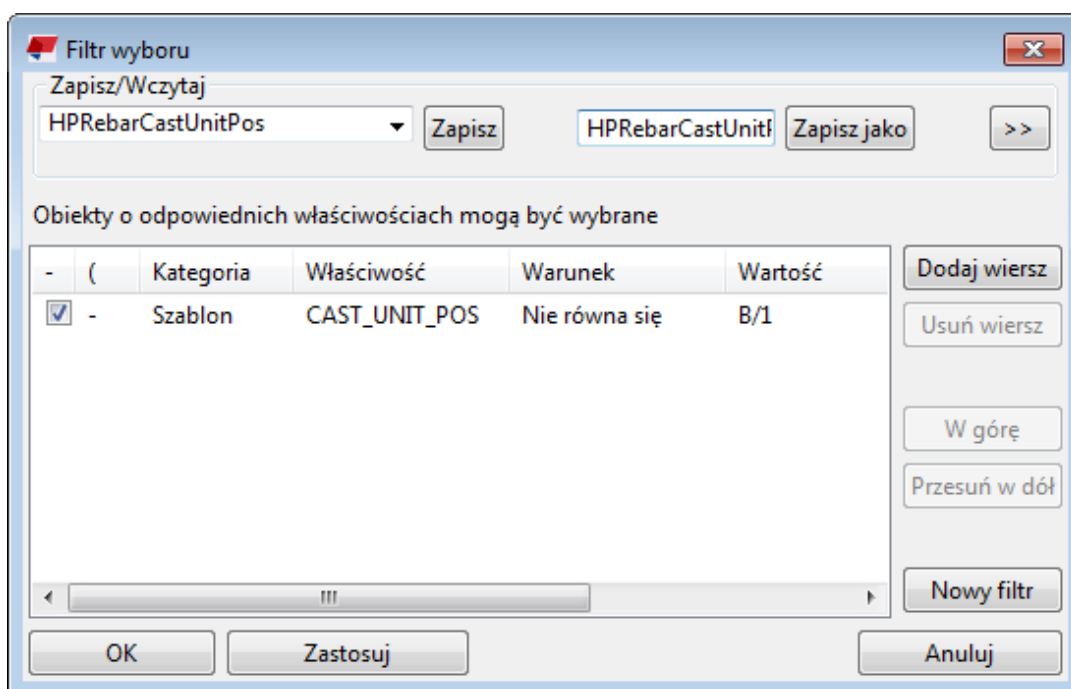 Filtr wyboru
Zapisz/Wczytaj
HPRebarCastUnitPos Zapisz HPRebarCastUnitF Zapisz jako >>
Obiekty o odpowiednich właściwościach mogą być wybrane
- ( Kategoria Właściwość Warunek Wartość Dodaj wiersz
- Szablon CAST_UNIT_POS Nie równa się B/1 Usuń wiersz
W górę
Przesuń w dół
Nowy filtr
OK Zastosuj Anuluj